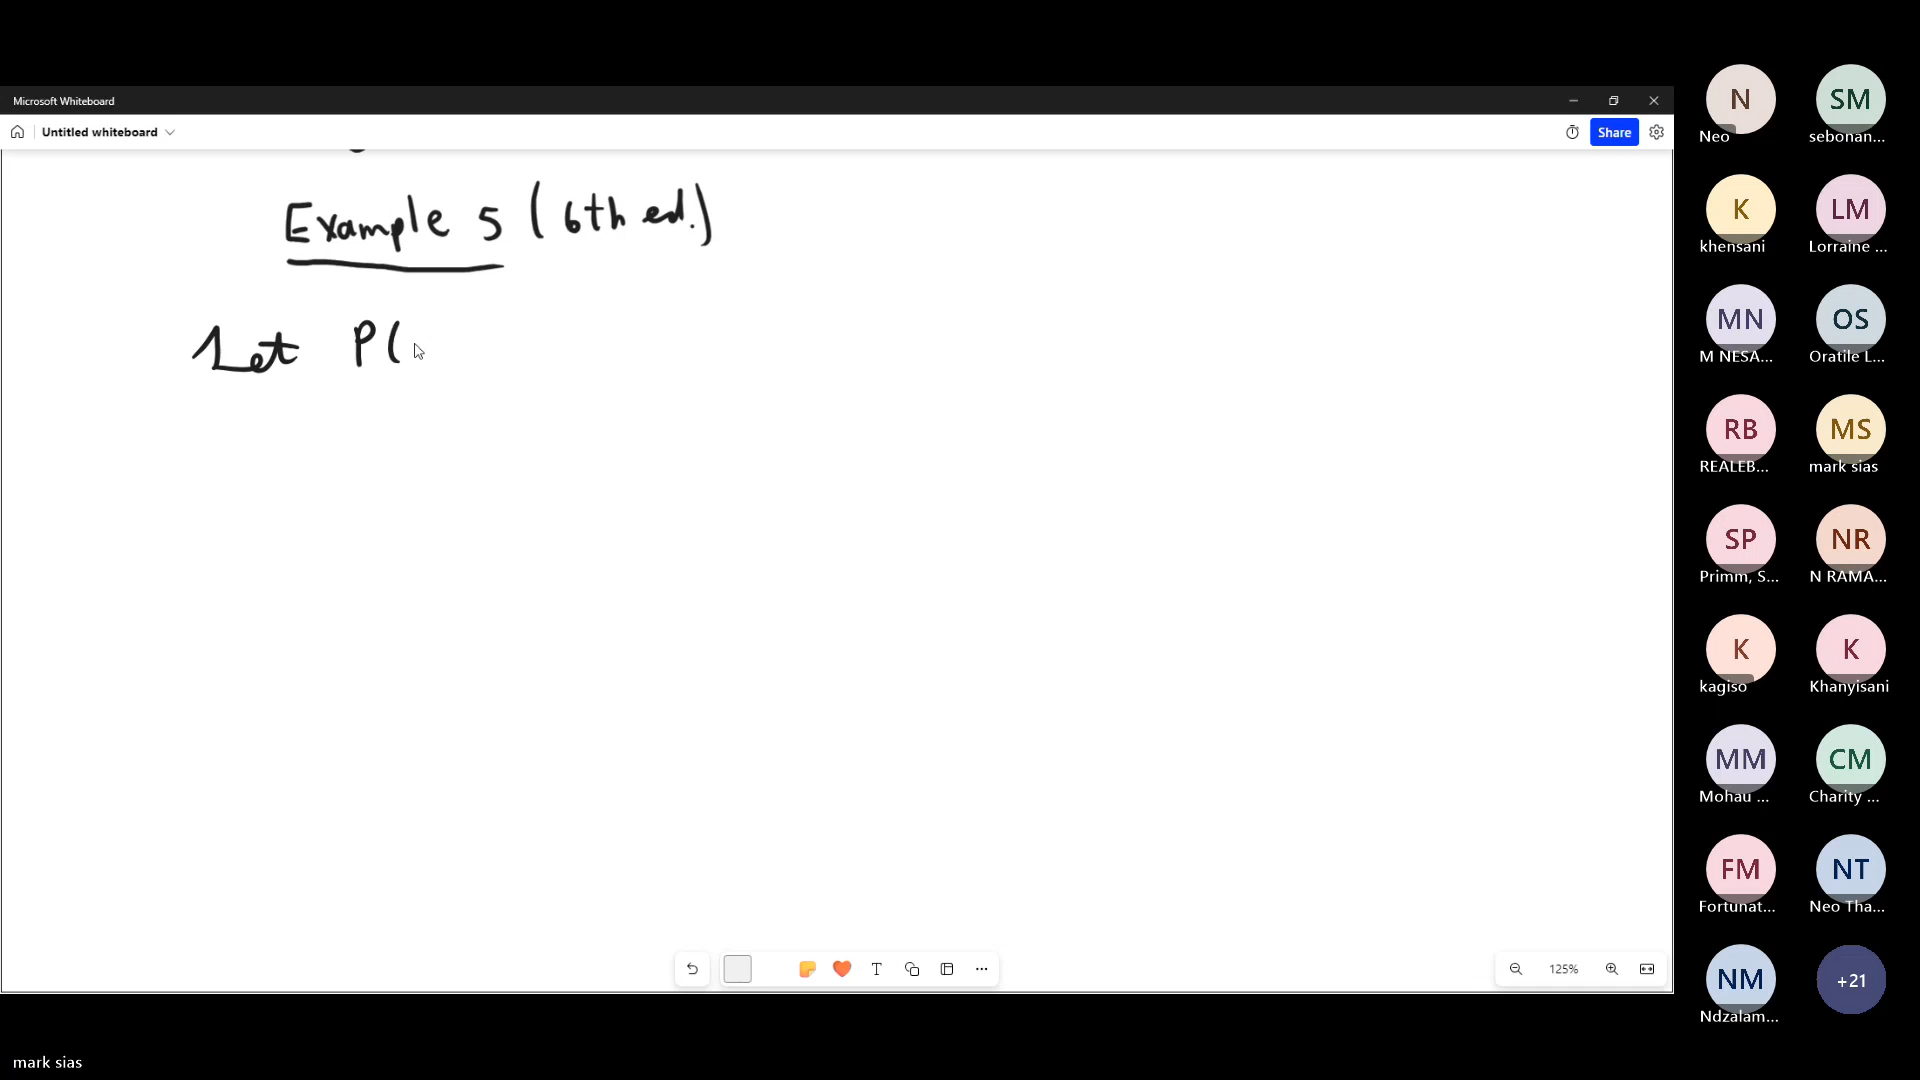 Microsoft Whiteboard
Untitled whiteboard
Share
Example 5 (6th ed.)
Let P(
T
125%
N
Neo
SM
sebonan...
K
khensani
LM
Lorraine ...
MN
M NESA...
OS
Oratile L...
RB
REALEB...
MS
mark sias
SP
Primm, S...
NR
N RAMA...
K
kagiso
K
Khanyisani
MM
Mohau ...
CM
Charity ...
FM
Fortunat...
NT
Neo Tha...
NM
Ndzalam...
+21
mark sias